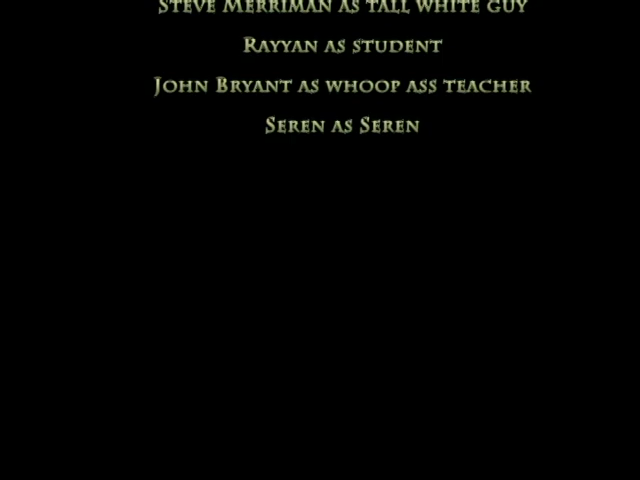 Steve Merriman as tall white guy
Rayyan as student
John Bryant as whoop ass teacher
Seren as Seren